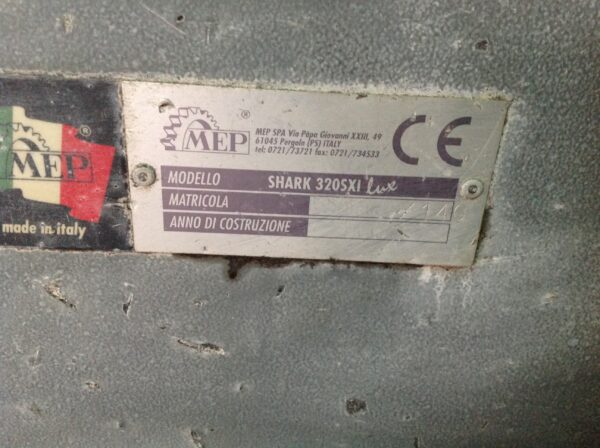 MEP
made in italy
MEP ®
MEP SPA Via Papa Giovanni XXIII, 49
61045 Pergola (PS) ITALY
tel: 0721/73721 fax: 0721/734533
CE
MODELLO SHARK 320SXI lux
MATRICOLA
ANNO DI COSTRUZIONE